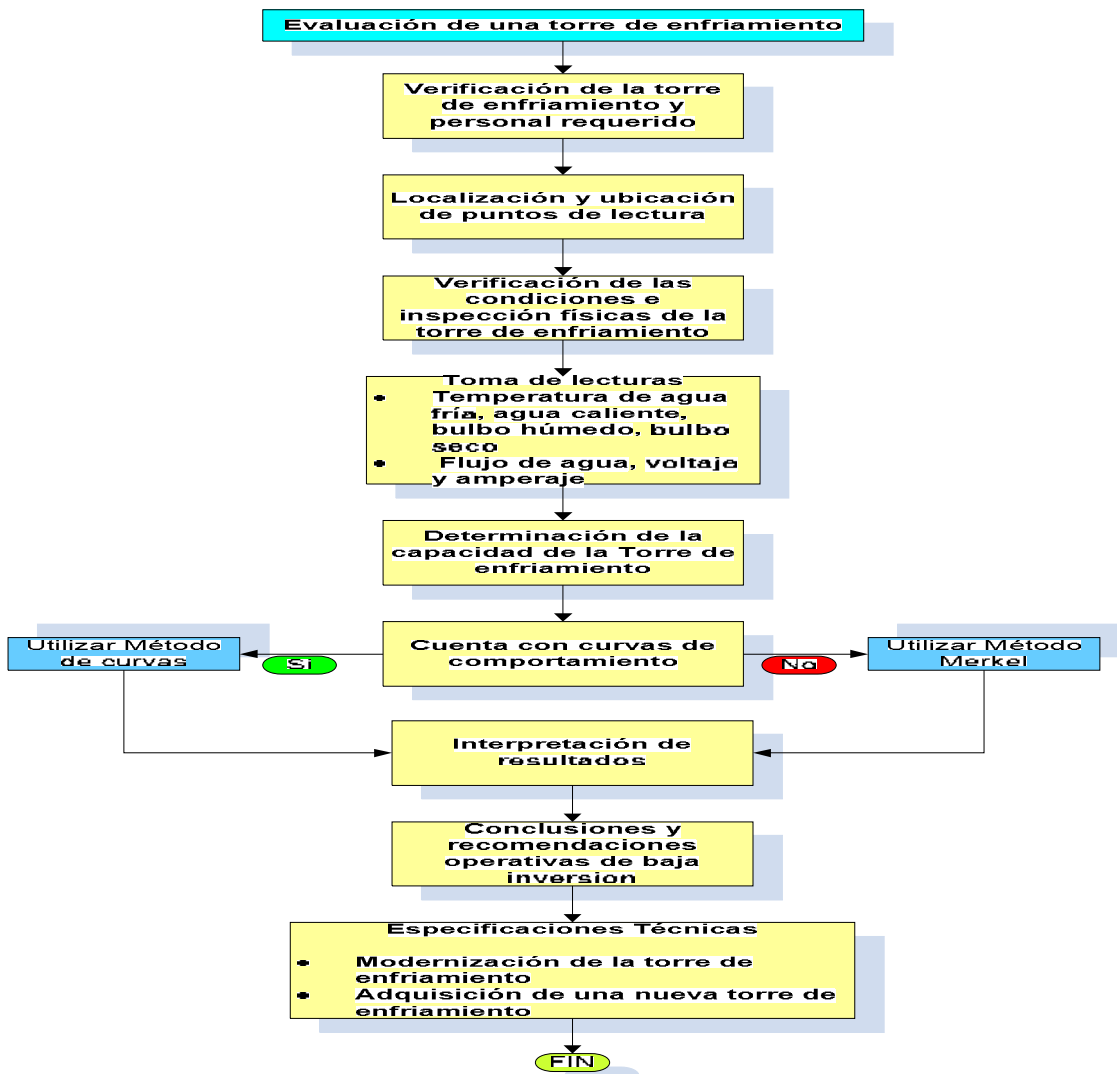 Evaluación de una torre de enfriamiento
Verificación de la torre
de enfriamiento y
personal requerido
Localización y ubicación
de puntos de lectura
Verificación de las
condiciones e
inspección físicas de la
torre de enfriamiento
Toma de lecturas
• Temperatura de agua
fría, agua caliente,
bulbo húmedo, bulbo
seco
• Flujo de agua, voltaje
y amperaje
Determinación de la
capacidad de la Torre de
enfriamiento
Utilizar Método
de curvas
Si
Cuenta con curvas de
comportamiento
No
Utilizar Método
Merkel
Interpretación de
resultados
Conclusiones y
recomendaciones
operativas de baja
inversion
Especificaciones Técnicas
• Modernización de la torre de
enfriamiento
• Adquisición de una nueva torre de
enfriamiento
FIN